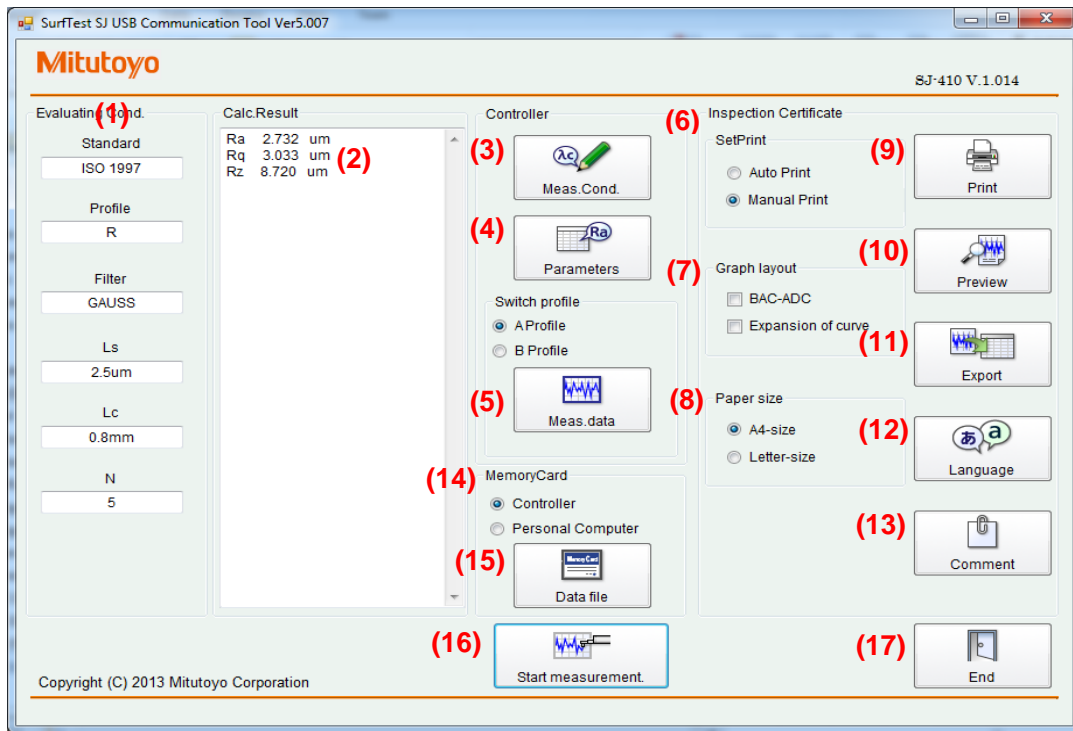 SurfTest SJ USB Communication Tool Ver5.007
Mitutoyo
SJ-410 V.1.014
Evaluating Cond.
(1)
Standard
ISO 1997
Profile
R
Filter
GAUSS
Ls
2.5um
Lc
0.8mm
N
5
Calc.Result
Ra 2.732 um
Rq 3.033 um
Rz 8.720 um
(2)
Controller
(3)
λc
Meas.Cond.
(4)
Ra
Parameters
Switch profile
A Profile
B Profile
(5)
Meas.data
(14)
MemoryCard
Controller
Personal Computer
(15)
Memory Card
Data file
(16)
Start measurement.
(6)
Inspection Certificate
SetPrint
Auto Print
Manual Print
(7)
Graph layout
BAC-ADC
Expansion of curve
(8)
Paper size
A4-size
Letter-size
(9)
Print
(10)
Preview
(11)
Export
(12)
あ a
Language
(13)
Comment
(17)
End
Copyright (C) 2013 Mitutoyo Corporation